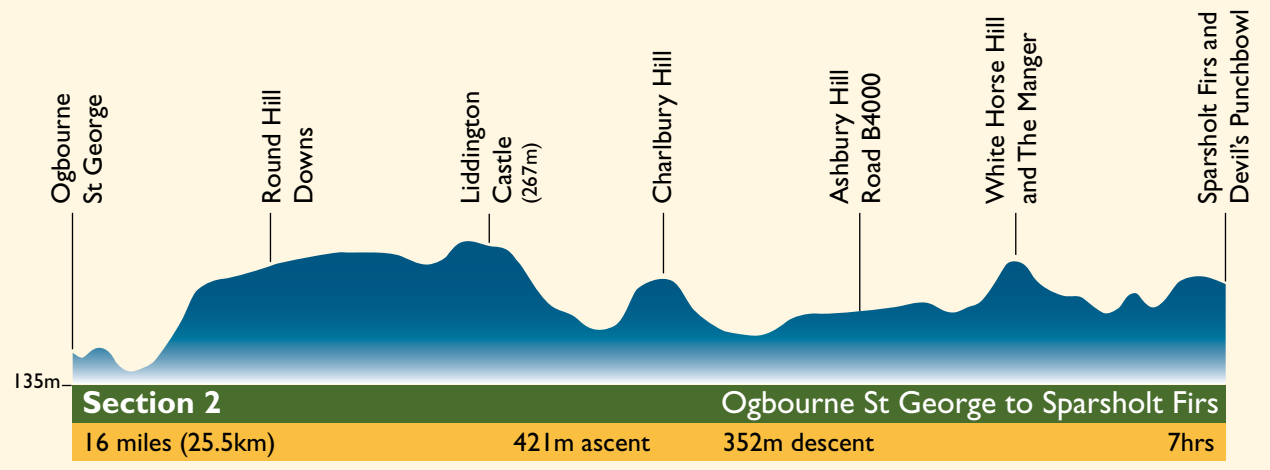 Ogbourne
St George
Round Hill
Downs
Liddington
Castle
(267m)
Charlbury Hill
Ashbury Hill
Road B4000
White Horse Hill
and The Manger
Sparsholt Firs and
Devil's Punchbowl
135m
Section 2
Ogbourne St George to Sparsholt Firs
16 miles (25.5km)
421m ascent
352m descent
7hrs